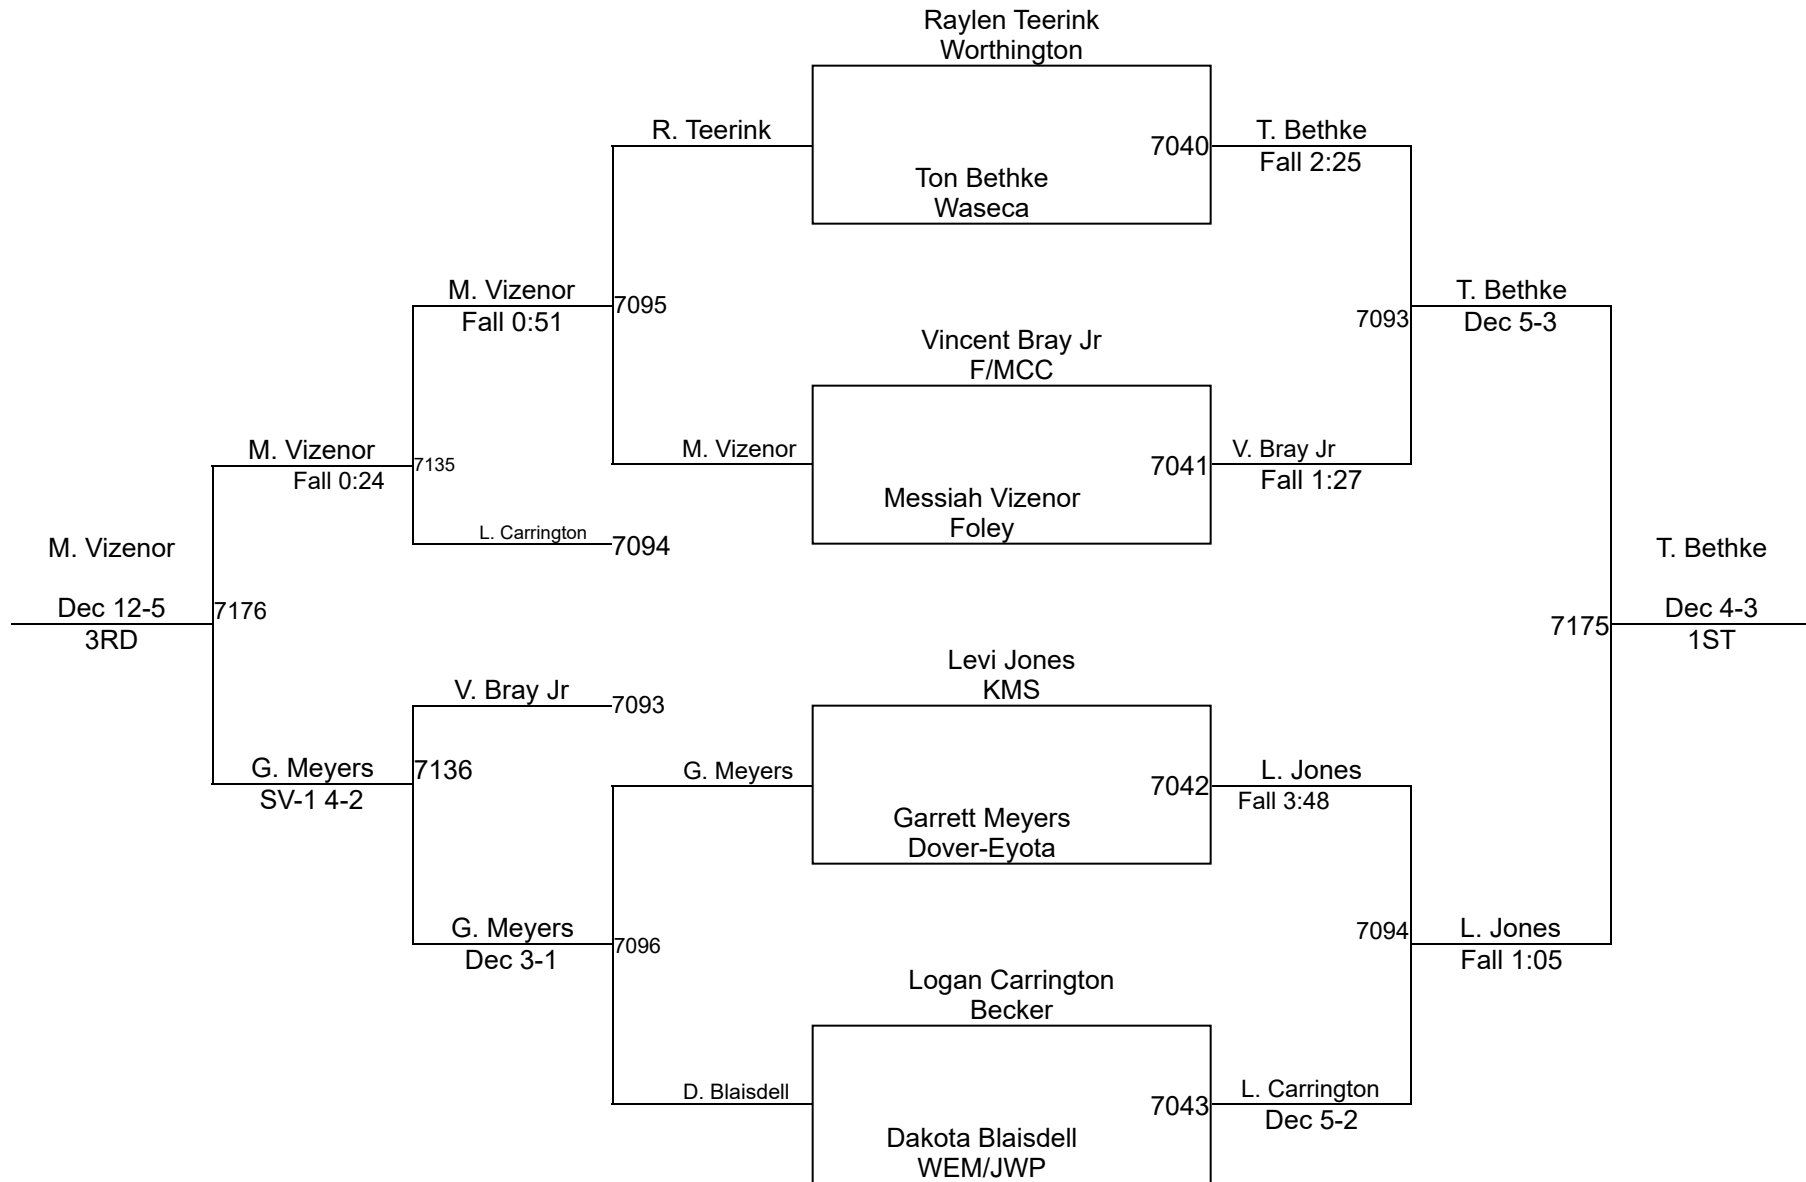 Raylen Teerink
Worthington
R. Teerink
7040
T. Bethke
Fall 2:25
Ton Bethke
Waseca
M. Vizenor
Fall 0:51
7095
7093
T. Bethke
Dec 5-3
Vincent Bray Jr
F/MCC
M. Vizenor
Fall 0:24
7135
M. Vizenor
7041
V. Bray Jr
Fall 1:27
Messiah Vizenor
Foley
L. Carrington
7094
M. Vizenor
Dec 12-5
3RD
7176
T. Bethke
7175
Dec 4-3
1ST
V. Bray Jr
7093
Levi Jones
KMS
G. Meyers
SV-1 4-2
7136
G. Meyers
7042
L. Jones
Fall 3:48
Garrett Meyers
Dover-Eyota
G. Meyers
Dec 3-1
7096
7094
L. Jones
Fall 1:05
Logan Carrington
Becker
D. Blaisdell
7043
L. Carrington
Dec 5-2
Dakota Blaisdell
WEM/JWP